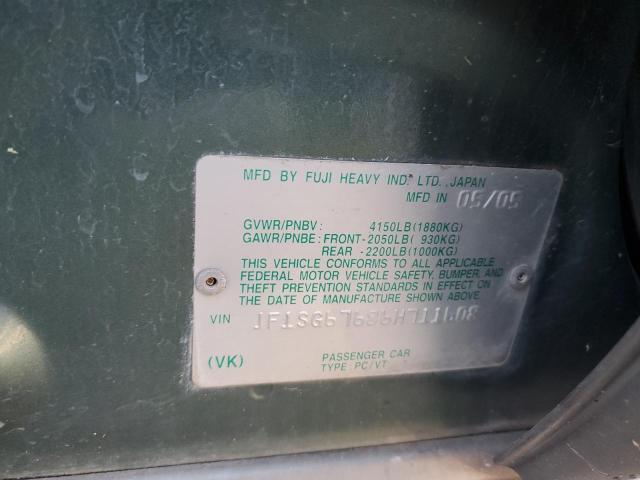 MFD BY FUJI HEAVY IND. LTD., JAPAN
MFD IN 05/05
GVWR/PNBV: 4150LB(1880KG)
GAWR/PNBE: FRONT-2050LB( 930KG)
REAR -2200LB(1000KG)
THIS VEHICLE CONFORMS TO ALL APPLICABLE
FEDERAL MOTOR VEHICLE SAFETY, BUMPER, AND
THEFT PREVENTION STANDARDS IN EFFECT ON
THE DATE OF MANUFACTURE SHOWN ABOVE.
VIN
(VK)
PASSENGER CAR
TYPE: PC/VT